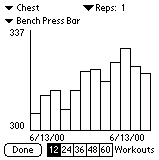 Chest Reps: 1
Bench Press Bar
337
300
6/13/00 6/13/00
Done 12 24 36 48 60 Workouts